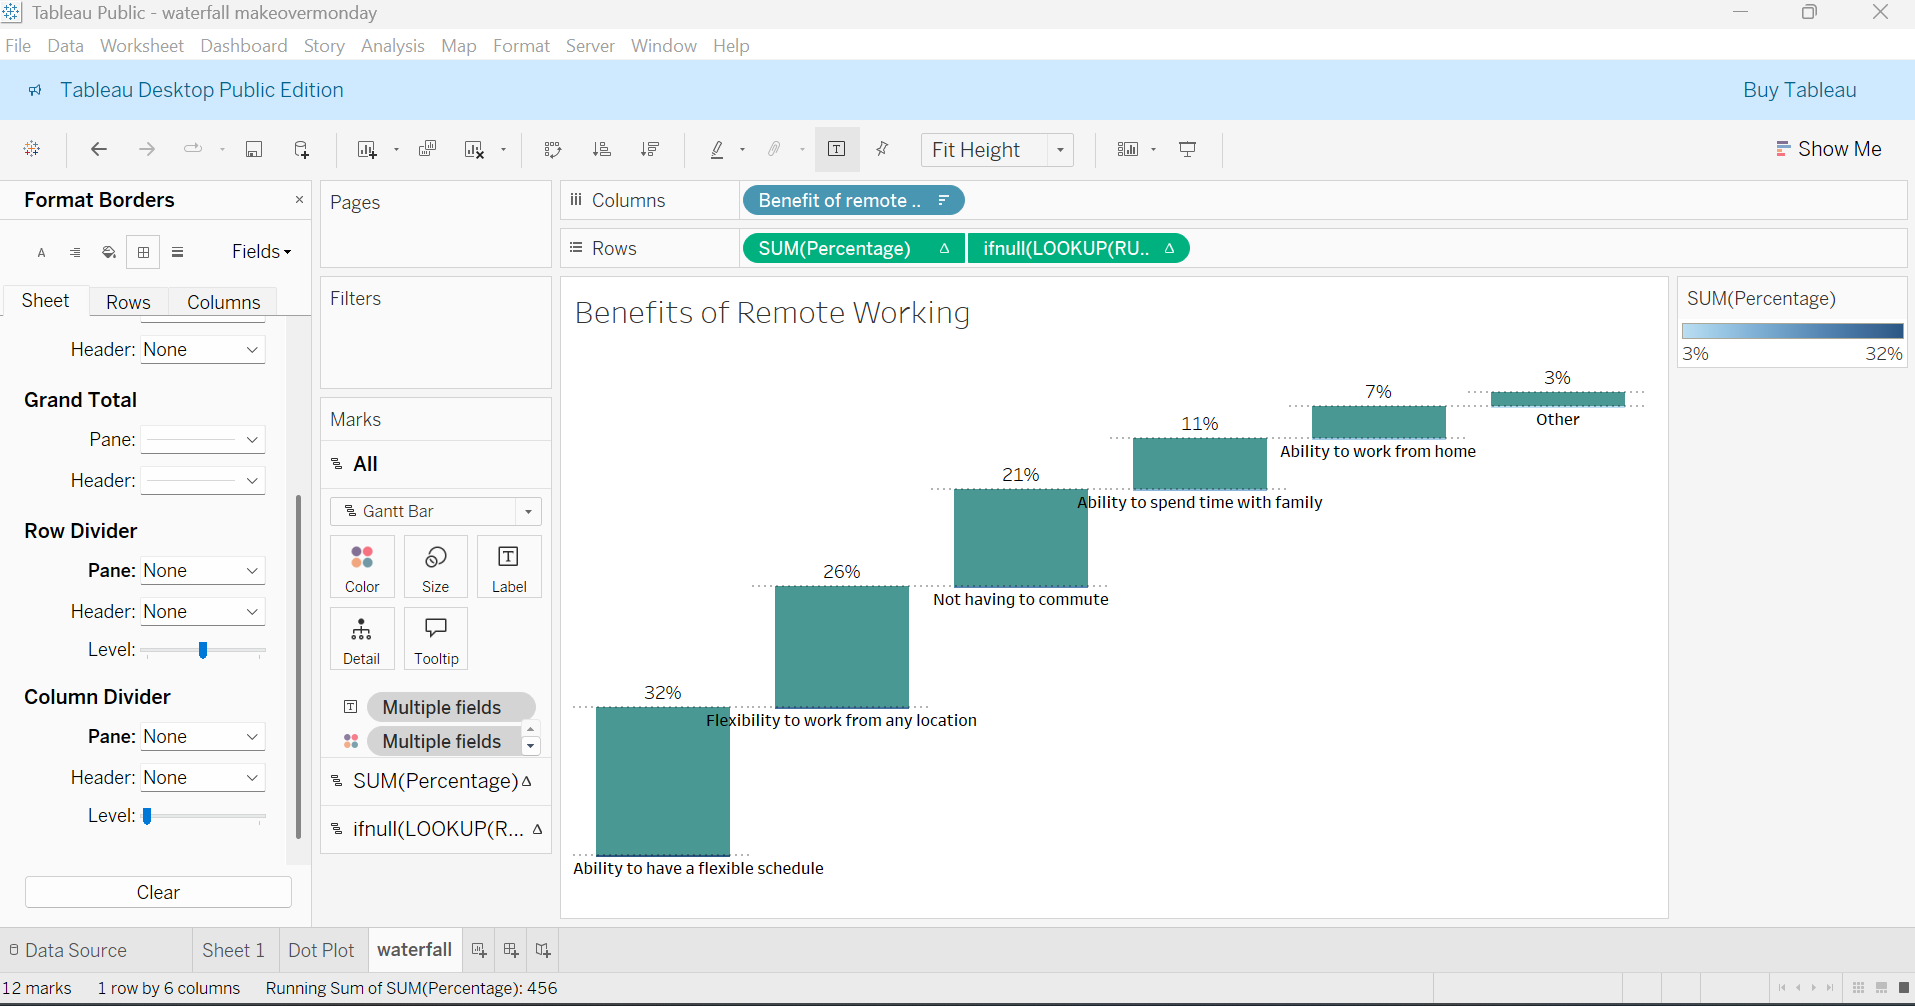 Tableau Public - waterfall makeovermonday
File Data Worksheet Dashboard Story Analysis Map Format Server Window Help
Tableau Desktop Public Edition
Buy Tableau
Fit Height
Show Me
Format Borders
Fields
Sheet Rows Columns
Header: None
Grand Total
Pane:
Header:
Row Divider
Pane: None
Header: None
Level:
Column Divider
Pane: None
Header: None
Level:
Clear
Pages
Filters
Marks
All
Gantt Bar
Color Size Label
Detail Tooltip
Multiple fields
Multiple fields
SUM(Percentage)
ifnull(LOOKUP(R...
Columns Benefit of remote ..
Rows SUM(Percentage) ifnull(LOOKUP(RU..
Benefits of Remote Working
3%
Other
7%
Ability to work from home
11%
Ability to spend time with family
21%
Not having to commute
26%
Flexibility to work from any location
32%
Ability to have a flexible schedule
SUM(Percentage)
3% 32%
Data Source Sheet 1 Dot Plot waterfall
12 marks 1 row by 6 columns Running Sum of SUM(Percentage): 456